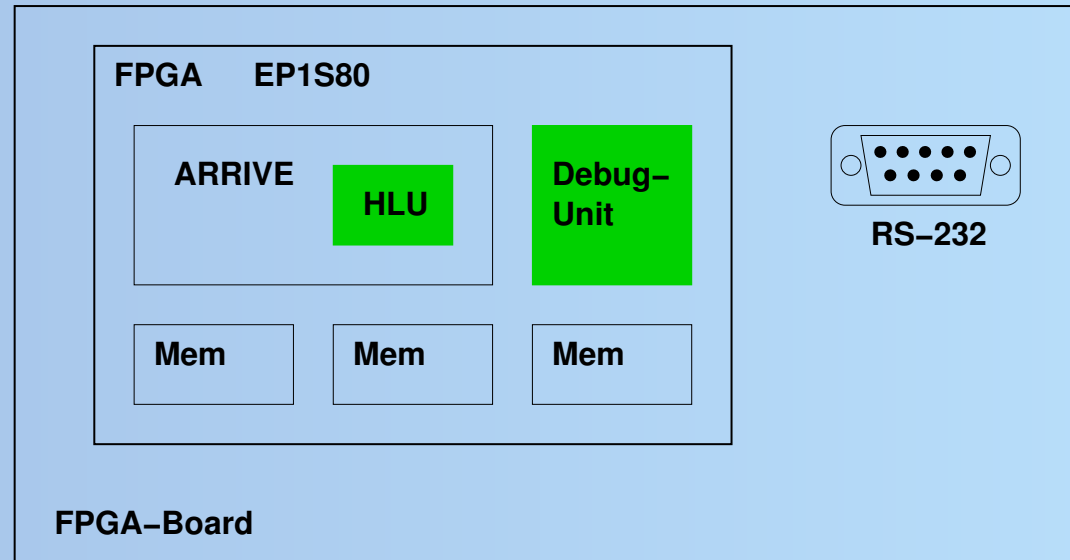 FPGA EP1S80
ARRIVE
HLU
Debug–
Unit
RS–232
Mem
Mem
Mem
FPGA–Board